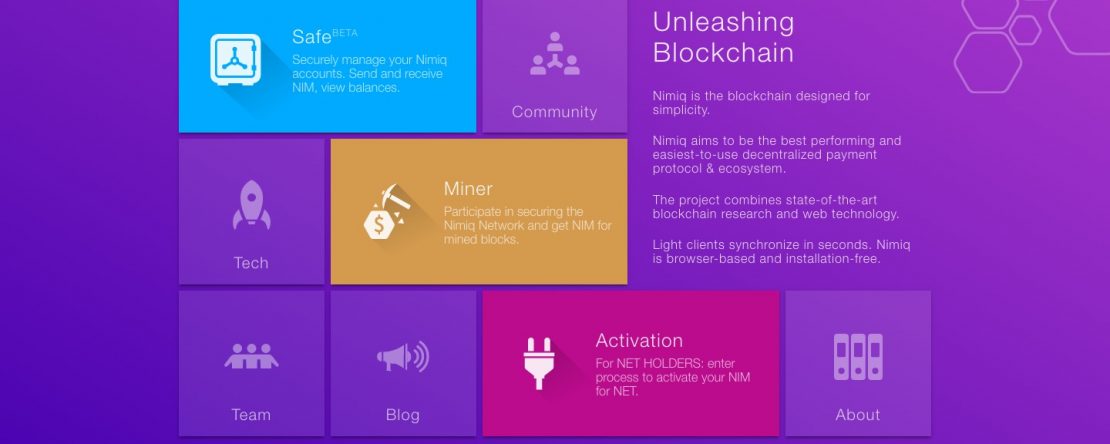 Safe BETA
Securely manage your Nimiq
accounts. Send and receive
NIM, view balances.
Community
Unleashing
Blockchain
Nimiq is the blockchain designed for
simplicity.
Nimiq aims to be the best performing and
easiest-to-use decentralized payment
protocol & ecosystem.
The project combines state-of-the-art
blockchain research and web technology.
Light clients synchronize in seconds. Nimiq
is browser-based and installation-free.
Tech
$
Miner
Participate in securing the
Nimiq Network and get NIM for
mined blocks.
Team
Blog
Activation
For NET HOLDERS: enter
process to activate your NIM
for NET.
About